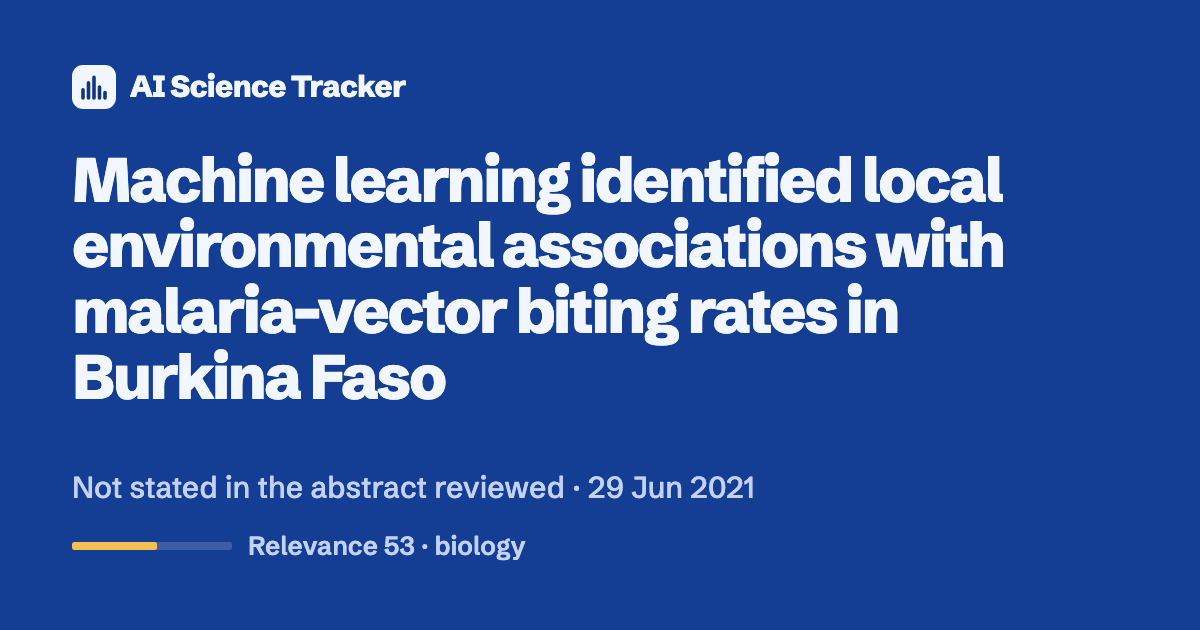 AI Science Tracker
Machine learning identified local
environmental associations with
malaria-vector biting rates in
Burkina Faso
Not stated in the abstract reviewed · 29 Jun 2021
Relevance 53 · biology